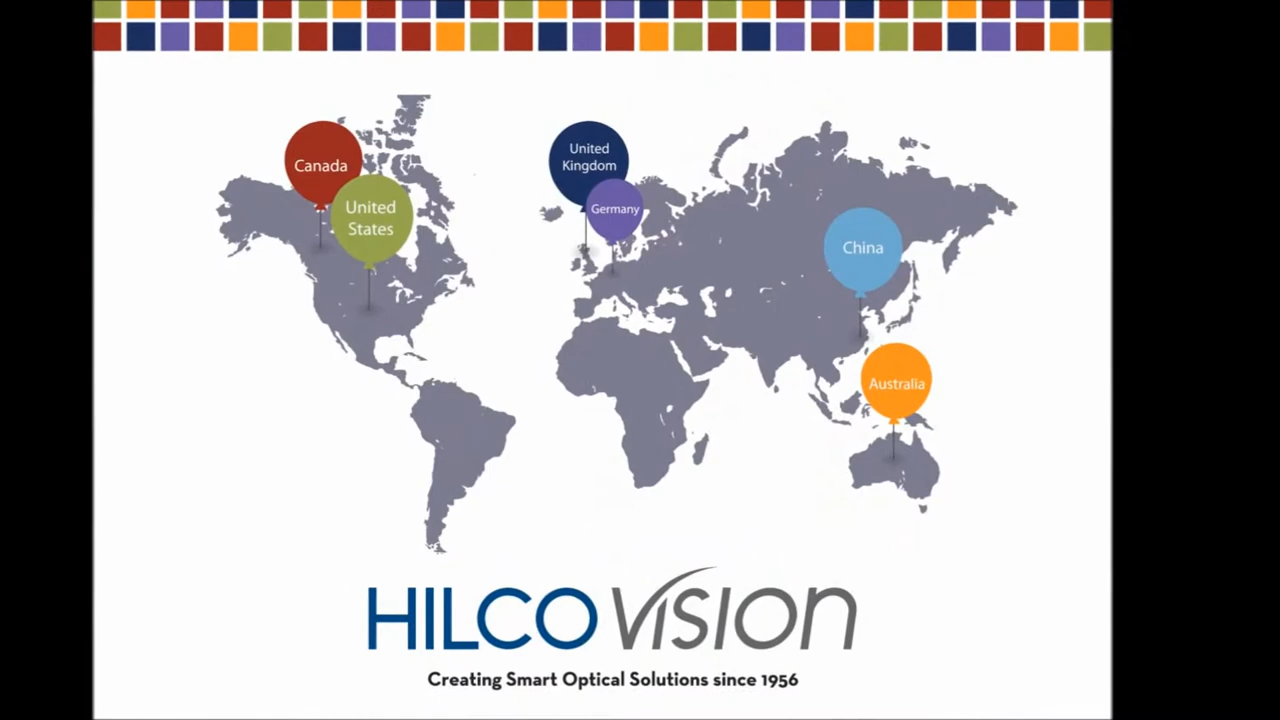 Canada
United
States
United
Kingdom
Germany
China
Australia
HILCO VISION
Creating Smart Optical Solutions since 1956